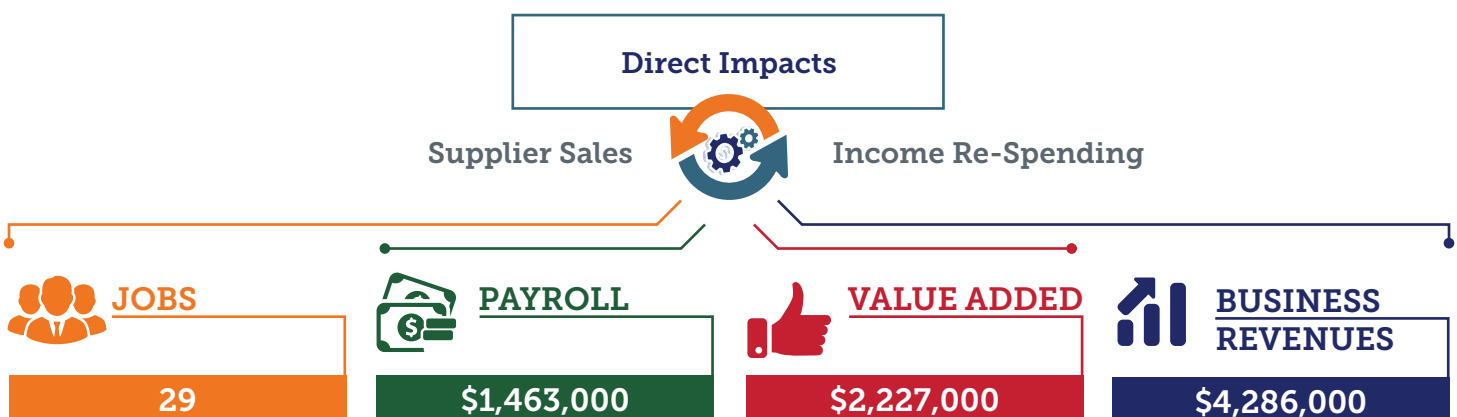 Direct Impacts
Supplier Sales
Income Re-Spending
JOBS
29
PAYROLL
$
$1,463,000
VALUE ADDED
$2,227,000
BUSINESS
REVENUES
$4,286,000